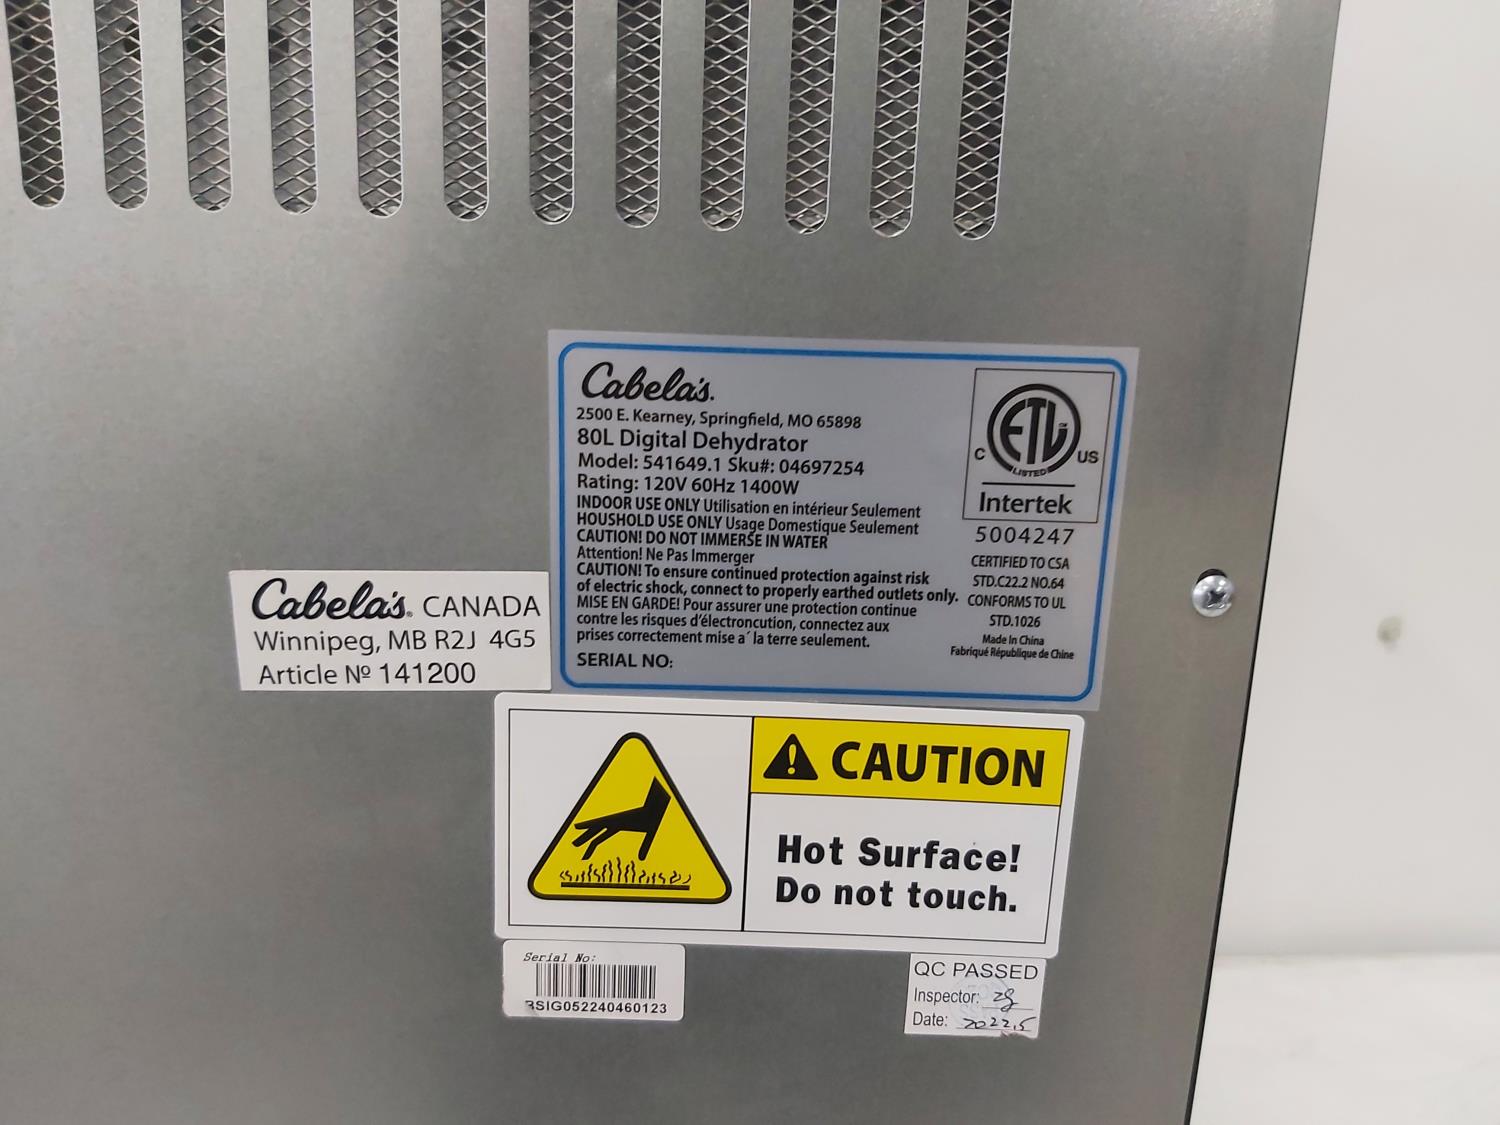 Cabela's.
2500 E. Kearney, Springfield, MO 65898
80L Digital Dehydrator
Model: 541649.1 Sku#: 04697254
Rating: 120V 60Hz 1400W
INDOOR USE ONLY Utilisation en intérieur Seulement
HOUSHOLD USE ONLY Usage Domestique Seulement
CAUTION! DO NOT IMMERSE IN WATER
Attention! Ne Pas Immerger
CAUTION! To ensure continued protection against risk
of electric shock, connect to properly earthed outlets only.
MISE EN GARDE! Pour assurer une protection continue
contre les risques d'électroncution, connectez aux
prises correctement mise a´ la terre seulement.
SERIAL NO:
ETL
C US
LISTED
Intertek
5004247
CERTIFIED TO CSA
STD.C22.2 NO.64
CONFORMS TO UL
STD.1026
Made In China
Fabriqué République de Chine
Cabela's. CANADA
Winnipeg, MB R2J 4G5
Article Nº 141200
CAUTION
Hot Surface!
Do not touch.
Serial No:
BSIG052240460123
QC PASSED
Inspector:
Date: 2022.5